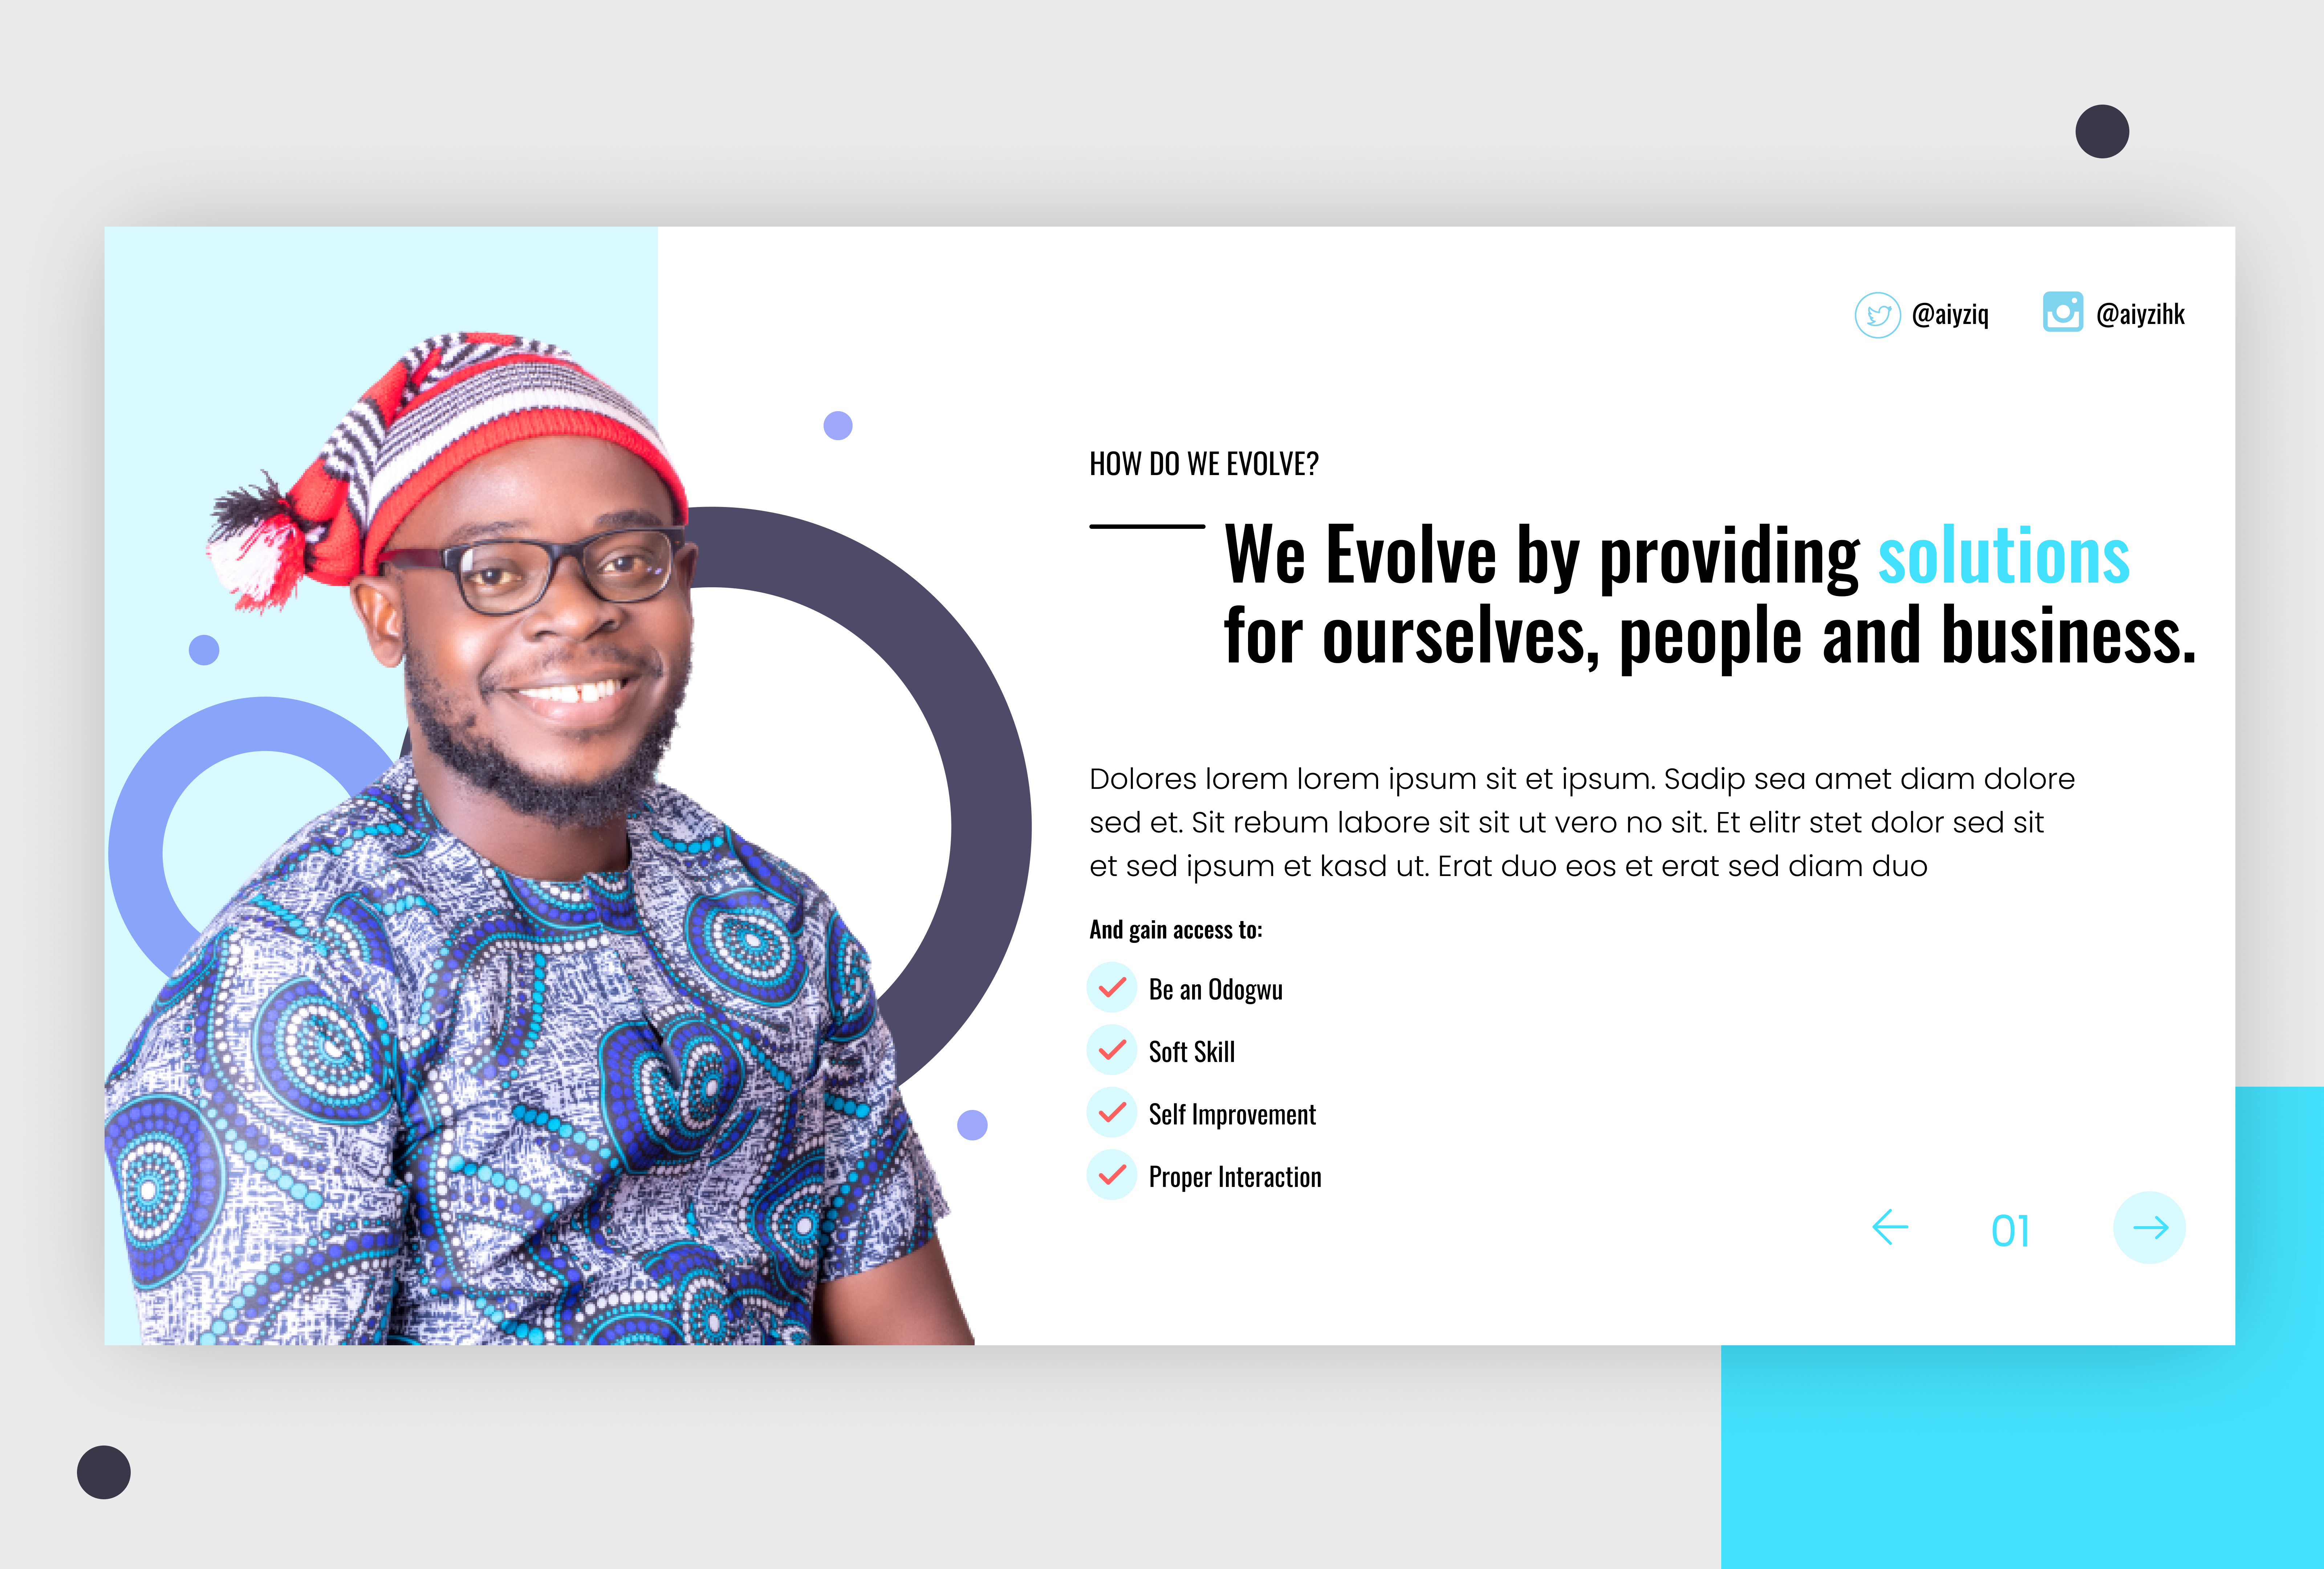 @aiyziq @aiyzihk
HOW DO WE EVOLVE?
We Evolve by providing solutions
for ourselves, people and business.
Dolores lorem lorem ipsum sit et ipsum. Sadip sea amet diam dolore
sed et. Sit rebum labore sit sit ut vero no sit. Et elitr stet dolor sed sit
et sed ipsum et kasd ut. Erat duo eos et erat sed diam duo
And gain access to:
Be an Odogwu
Soft Skill
Self Improvement
Proper Interaction
01